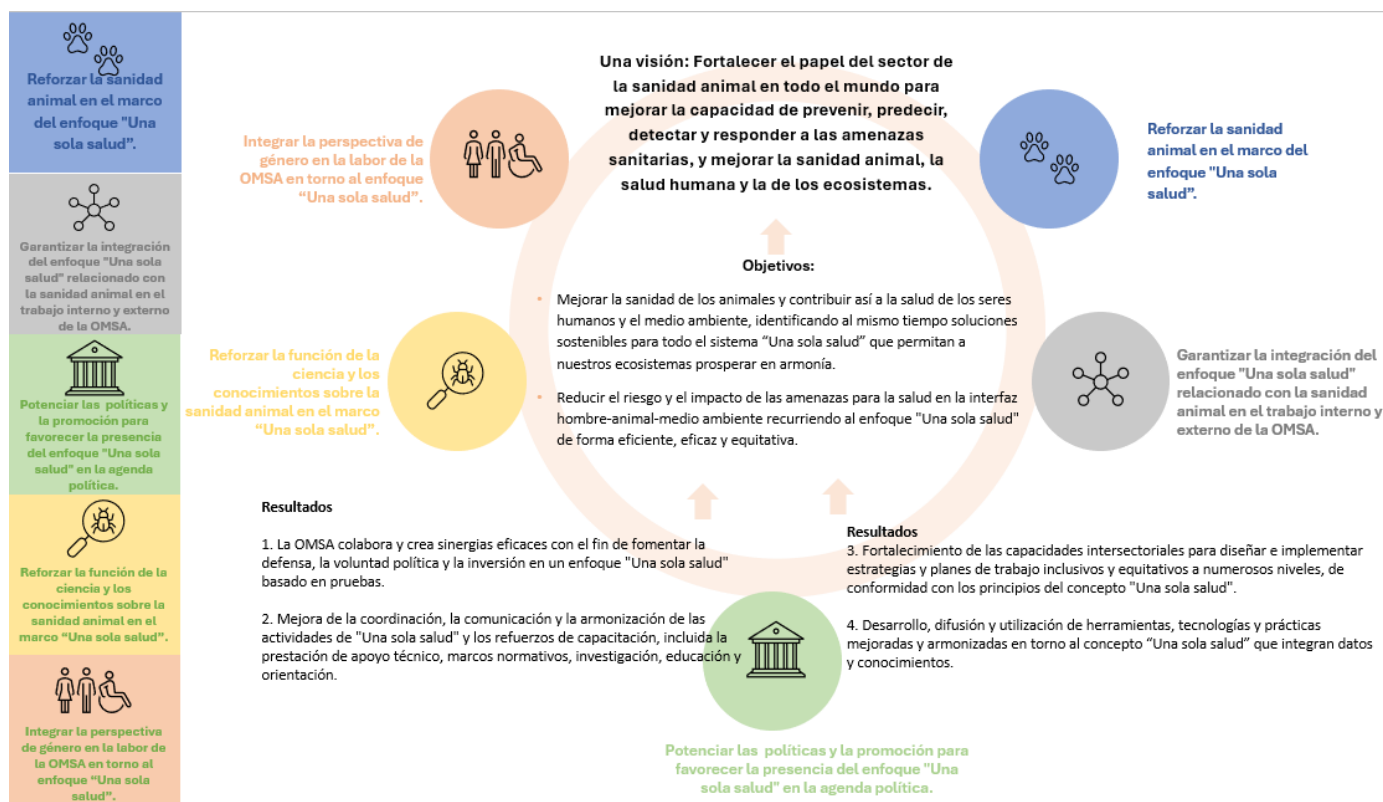 Reforzar la sanidad
animal en el marco
del enfoque "Una
sola salud”.
Garantizar la integración
del enfoque "Una sola
salud" relacionado con
la sanidad animal en el
trabajo interno y externo
de la OMSA.
Potenciar las políticas y
la promoción para
favorecer la presencia
del enfoque "Una sola
salud" en la agenda
política.
Reforzar la función de la
ciencia y los
conocimientos sobre la
sanidad animal en el
marco “Una sola salud”.
Integrar la perspectiva
de género en la labor de
la OMSA en torno al
enfoque “Una sola
salud”.
Una visión: Fortalecer el papel del sector de
la sanidad animal en todo el mundo para
mejorar la capacidad de prevenir, predecir,
detectar y responder a las amenazas
sanitarias, y mejorar la sanidad animal, la
salud humana y la de los ecosistemas.
Integrar la perspectiva de
género en la labor de la
OMSA en torno al enfoque
“Una sola salud”.
Reforzar la sanidad
animal en el marco del
enfoque "Una sola
salud”.
Objetivos:
• Mejorar la sanidad de los animales y contribuir así a la salud de los seres
humanos y el medio ambiente, identificando al mismo tiempo soluciones
sostenibles para todo el sistema “Una sola salud” que permitan a
nuestros ecosistemas prosperar en armonía.
• Reducir el riesgo y el impacto de las amenazas para la salud en la interfaz
hombre-animal-medio ambiente recurriendo al enfoque "Una sola salud"
de forma eficiente, eficaz y equitativa.
Reforzar la función de la
ciencia y los
conocimientos sobre la
sanidad animal en el marco
“Una sola salud”.
Garantizar la integración del
enfoque "Una sola salud"
relacionado con la sanidad
animal en el trabajo interno y
externo de la OMSA.
Resultados
1. La OMSA colabora y crea sinergias eficaces con el fin de fomentar la
defensa, la voluntad política y la inversión en un enfoque "Una sola salud"
basado en pruebas.
2. Mejora de la coordinación, la comunicación y la armonización de las
actividades de "Una sola salud" y los refuerzos de capacitación, incluida la
prestación de apoyo técnico, marcos normativos, investigación, educación y
orientación.
Resultados
3. Fortalecimiento de las capacidades intersectoriales para diseñar e implementar
estrategias y planes de trabajo inclusivos y equitativos a numerosos niveles, de
conformidad con los principios del concepto "Una sola salud".
4. Desarrollo, difusión y utilización de herramientas, tecnologías y prácticas
mejoradas y armonizadas en torno al concepto “Una sola salud” que integran datos
y conocimientos.
Potenciar las políticas y la promoción para
favorecer la presencia del enfoque "Una
sola salud" en la agenda política.